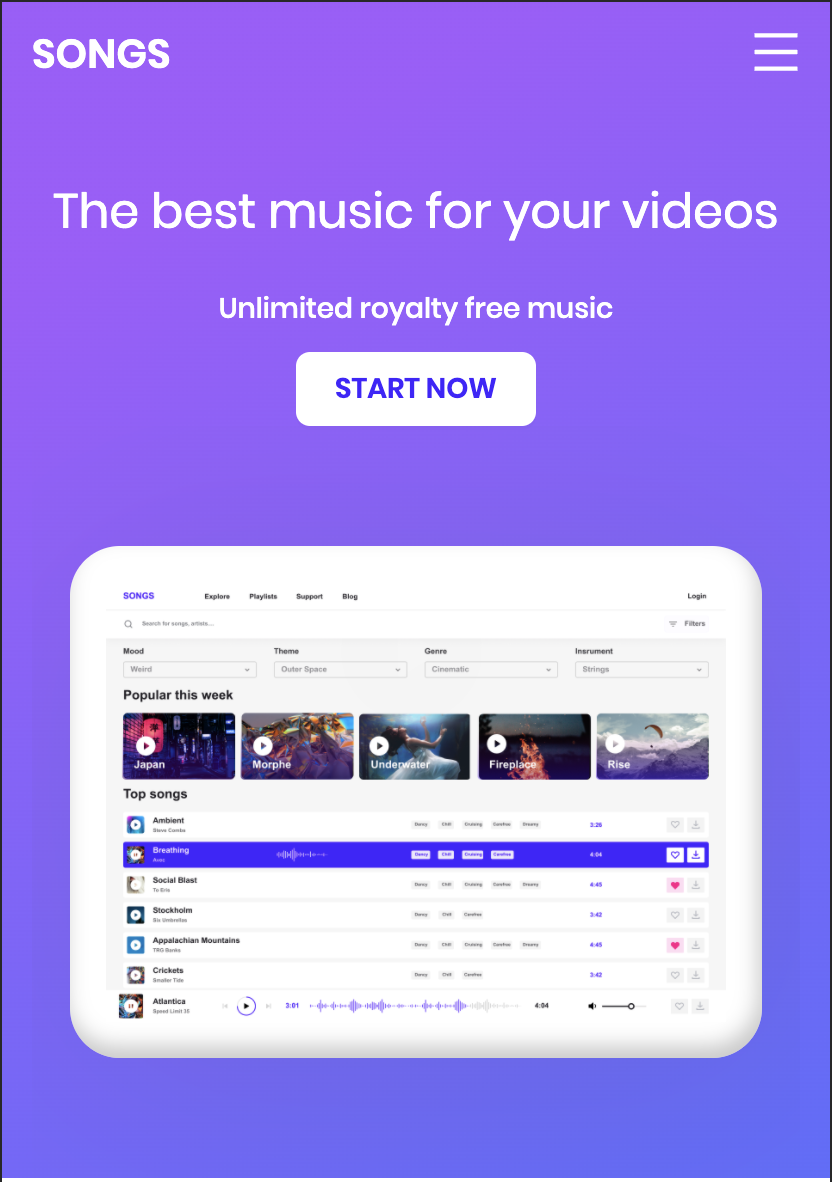 SONGS
The best music for your videos
Unlimited royalty free music
START NOW
SONGS Explore Playlists Support Blog Login
Search for songs, artists.... Filters
Mood Theme Genre Insrument
Weird Outer Space Cinematic Strings
Popular this week
Japan Morphe Underwater Fireplace Rise
Top songs
Ambient
Steve Combs
Dancy Chill Cruising Carefree Dreamy 3:26
Breathing
Avec
Dancy Chill Cruising Carefree 4:04
Social Blast
To Eris
Dancy Chill Cruising Carefree Dreamy 4:45
Stockholm
Six Umbrellas
Dancy Chill Carefree 3:42
Appalachian Mountains
TRG Banks
Dancy Chill Cruising Carefree Dreamy 4:45
Crickets
Smaller Tide
Dancy Chill Carefree 3:42
Atlantica
Speed Limit 35
3:01 4:04